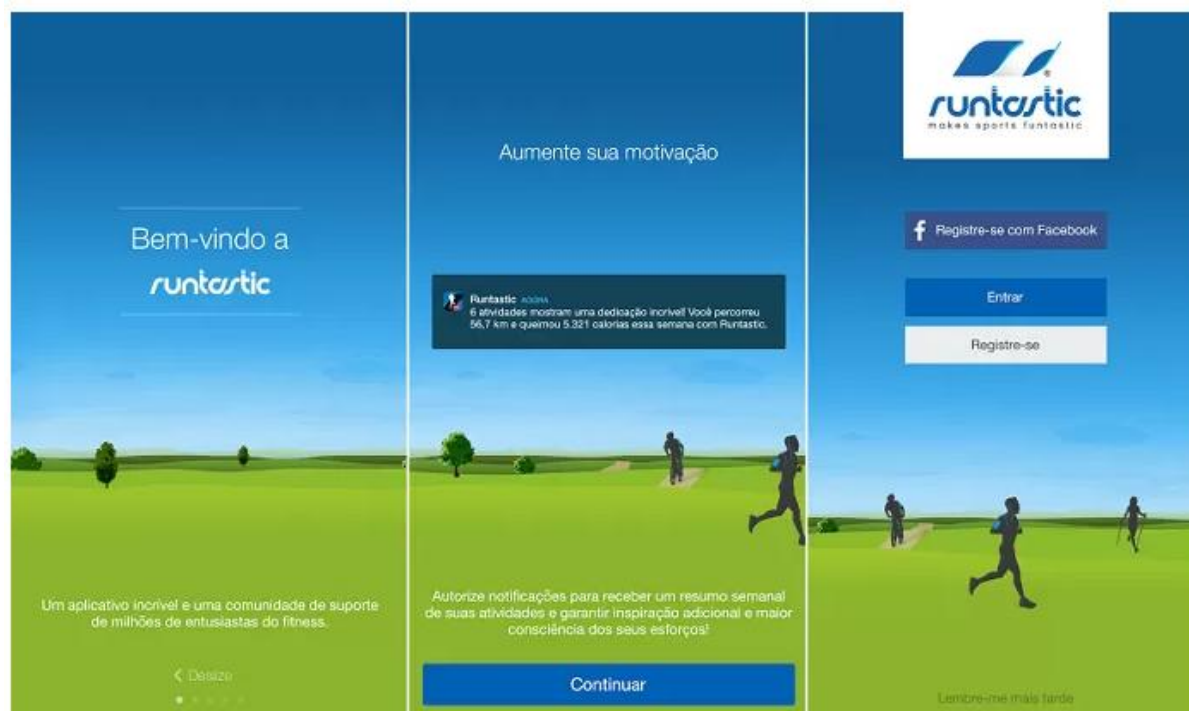 Bem-vindo a
runtastic
Um aplicativo incrível e uma comunidade de suporte
de milhões de entusiastas do fitness.
Deslize
Aumente sua motivação
Runtastic AGORA
6 atividades mostram uma dedicação incrível! Você percorreu
56,7 km e queimou 5.321 calorias essa semana com Runtastic.
Autorize notificações para receber um resumo semanal
de suas atividades e garantir inspiração adicional e maior
consciência dos seus esforços!
Continuar
runtastic
makes sports funtastic
Registre-se com Facebook
Entrar
Registre-se
Lembre-me mais tarde